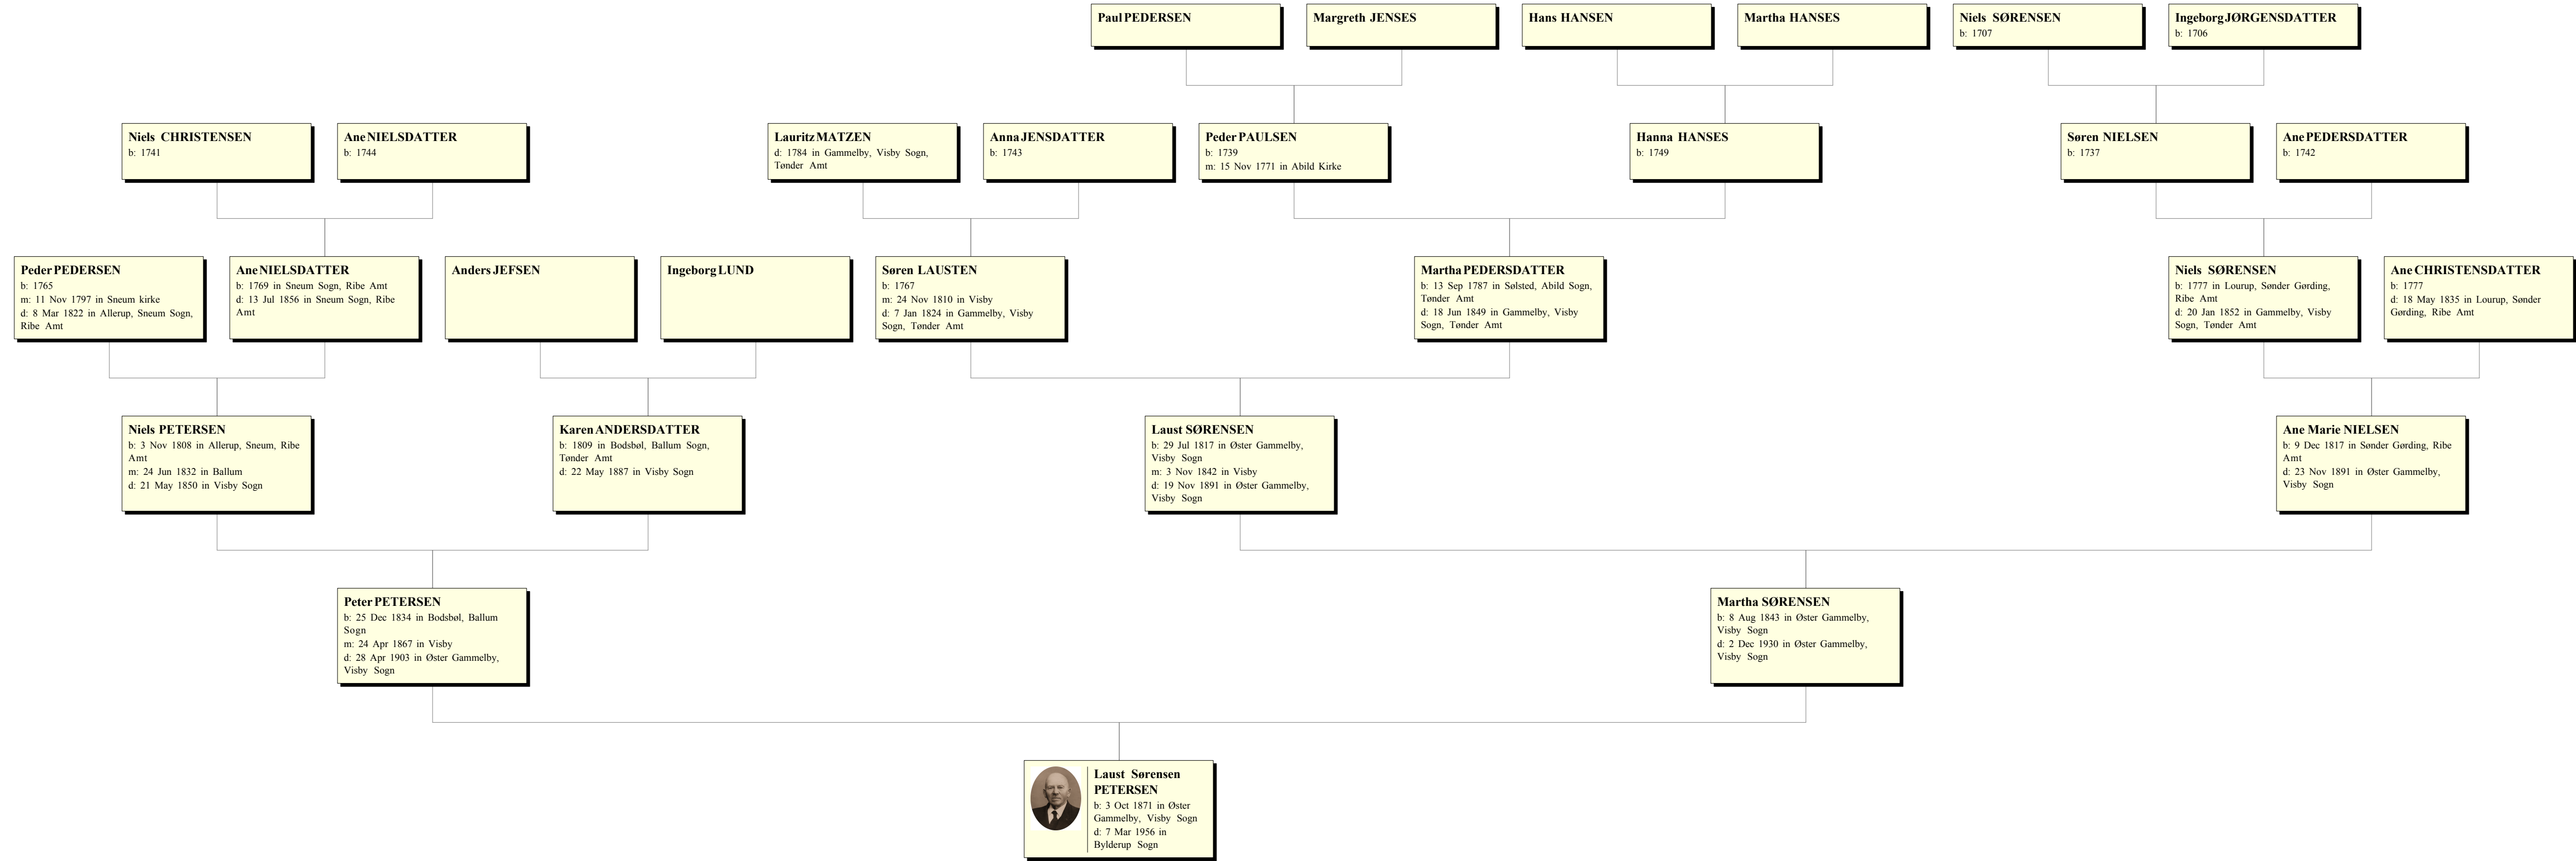 Paul PEDERSEN
Margreth JENSES
Hans HANSEN
Martha HANSES
Niels SØRENSEN
b: 1707
Ingeborg JØRGENSDATTER
b: 1706
Niels CHRISTENSEN
b: 1741
Ane NIELSDATTER
b: 1744
Lauritz MATZEN
d: 1784 in Gammelby, Visby Sogn,
Tønder Amt
Anna JENSDATTER
b: 1743
Peder PAULSEN
b: 1739
m: 15 Nov 1771 in Abild Kirke
Hanna HANSES
b: 1749
Søren NIELSEN
b: 1737
Ane PEDERSDATTER
b: 1742
Peder PEDERSEN
b: 1765
m: 11 Nov 1797 in Sneum kirke
d: 8 Mar 1822 in Allerup, Sneum Sogn,
Ribe Amt
Ane NIELSDATTER
b: 1769 in Sneum Sogn, Ribe Amt
d: 13 Jul 1856 in Sneum Sogn, Ribe
Amt
Anders JEFSEN
Ingeborg LUND
Søren LAUSTEN
b: 1767
m: 24 Nov 1810 in Visby
d: 7 Jan 1824 in Gammelby, Visby
Sogn, Tønder Amt
Martha PEDERSDATTER
b: 13 Sep 1787 in Sølsted, Abild Sogn,
Tønder Amt
d: 18 Jun 1849 in Gammelby, Visby
Sogn, Tønder Amt
Niels SØRENSEN
b: 1777 in Lourup, Sønder Gørding,
Ribe Amt
d: 20 Jan 1852 in Gammelby, Visby
Sogn, Tønder Amt
Ane CHRISTENSDATTER
b: 1777
d: 18 May 1835 in Lourup, Sønder
Gørding, Ribe Amt
Niels PETERSEN
b: 3 Nov 1808 in Allerup, Sneum, Ribe
Amt
m: 24 Jun 1832 in Ballum
d: 21 May 1850 in Visby Sogn
Karen ANDERSDATTER
b: 1809 in Bodsbøl, Ballum Sogn,
Tønder Amt
d: 22 May 1887 in Visby Sogn
Laust SØRENSEN
b: 29 Jul 1817 in Øster Gammelby,
Visby Sogn
m: 3 Nov 1842 in Visby
d: 19 Nov 1891 in Øster Gammelby,
Visby Sogn
Ane Marie NIELSEN
b: 9 Dec 1817 in Sønder Gørding, Ribe
Amt
d: 23 Nov 1891 in Øster Gammelby,
Visby Sogn
Peter PETERSEN
b: 25 Dec 1834 in Bodsbøl, Ballum
Sogn
m: 24 Apr 1867 in Visby
d: 28 Apr 1903 in Øster Gammelby,
Visby Sogn
Martha SØRENSEN
b: 8 Aug 1843 in Øster Gammelby,
Visby Sogn
d: 2 Dec 1930 in Øster Gammelby,
Visby Sogn
Laust Sørensen
PETERSEN
b: 3 Oct 1871 in Øster
Gammelby, Visby Sogn
d: 7 Mar 1956 in
Bylderup Sogn